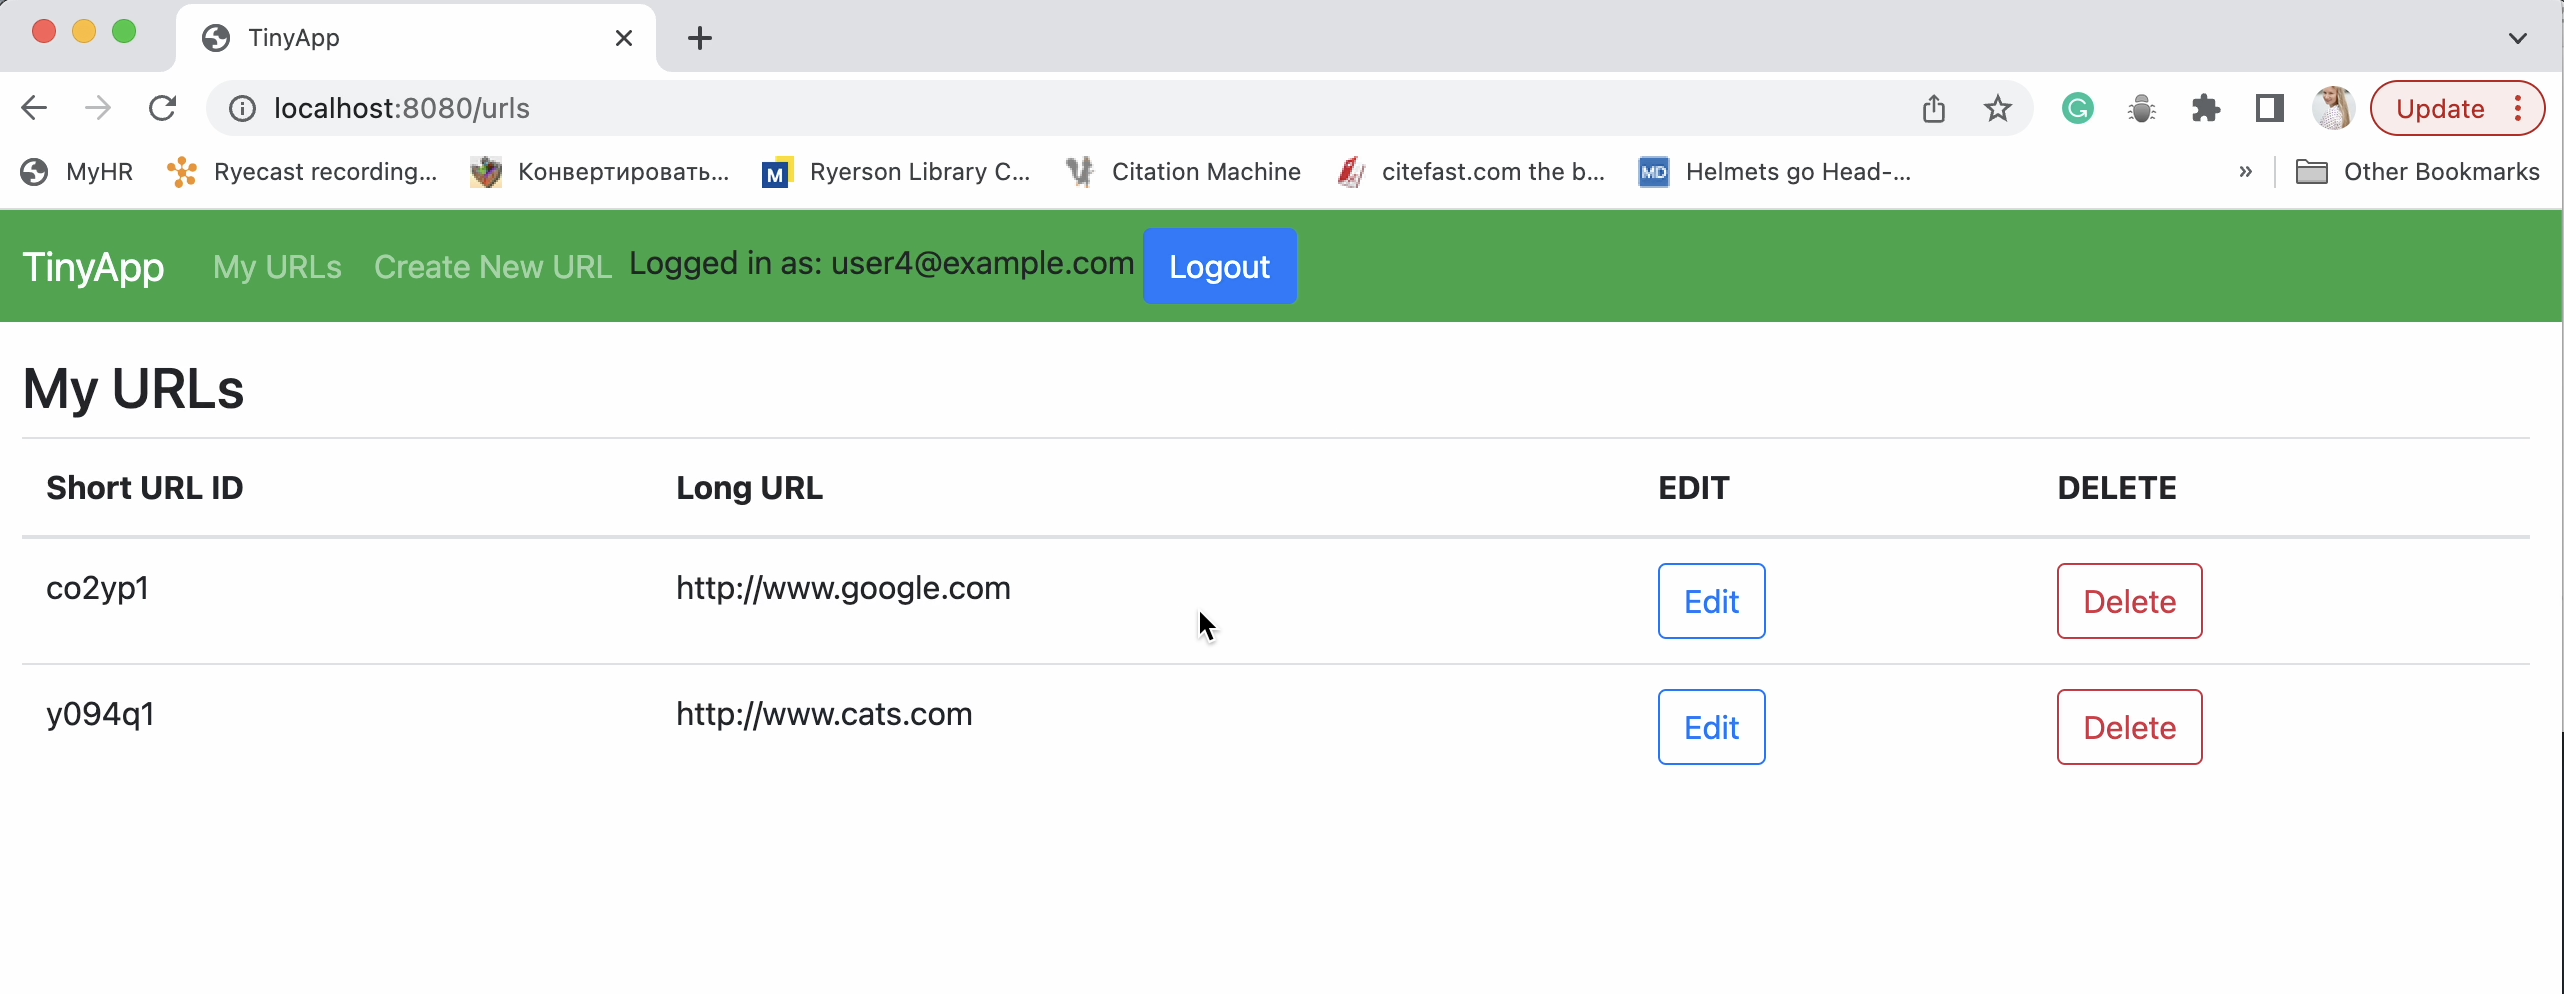 TinyApp
localhost:8080/urls
Update
MyHR Ryecast recording... Конвертировать... M Ryerson Library C... Citation Machine citefast.com the b... MD Helmets go Head-... » Other Bookmarks
TinyApp My URLs Create New URL Logged in as: user4@example.com Logout
My URLs
Short URL ID Long URL EDIT DELETE
co2yp1 http://www.google.com Edit Delete
y094q1 http://www.cats.com Edit Delete